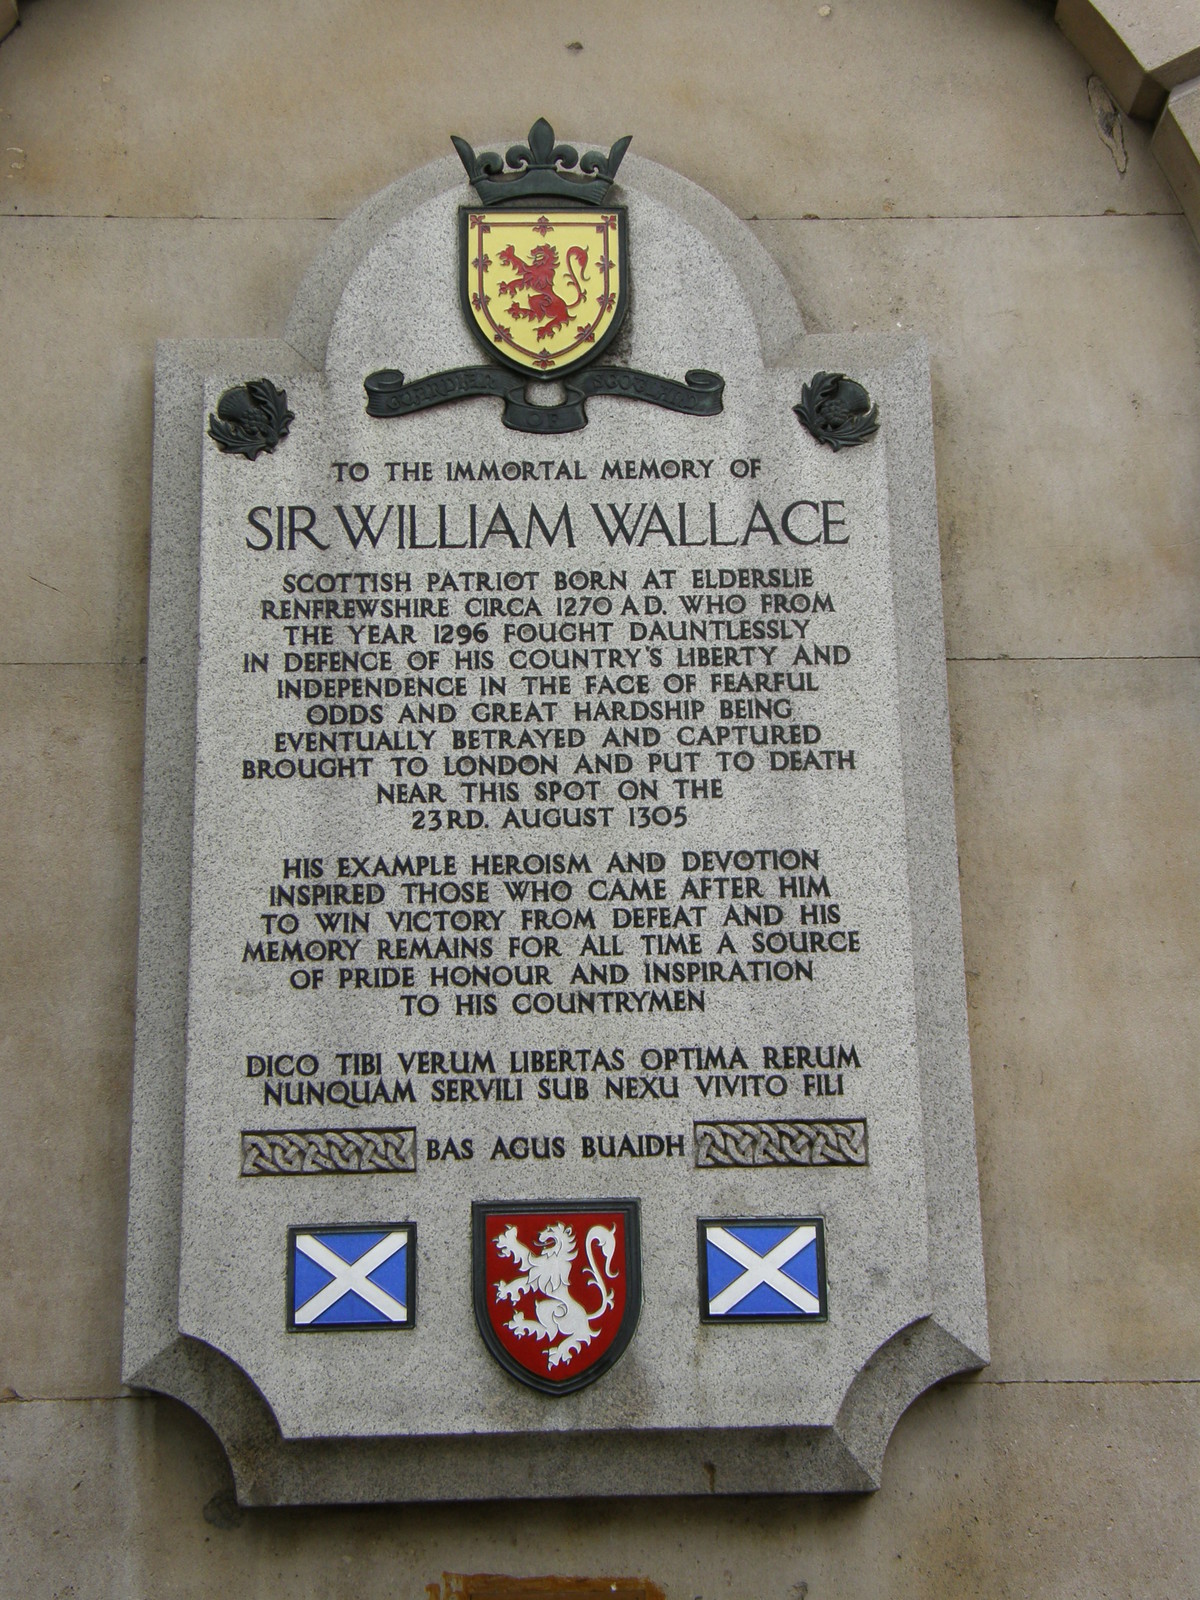 GUARDIAN OF SCOTLAND
TO THE IMMORTAL MEMORY OF
SIR WILLIAM WALLACE
SCOTTISH PATRIOT BORN AT ELDERSLIE
RENFREWSHIRE CIRCA 1270 A.D. WHO FROM
THE YEAR 1296 FOUGHT DAUNTLESSLY
IN DEFENCE OF HIS COUNTRY'S LIBERTY AND
INDEPENDENCE IN THE FACE OF FEARFUL
ODDS AND GREAT HARDSHIP BEING
EVENTUALLY BETRAYED AND CAPTURED
BROUGHT TO LONDON AND PUT TO DEATH
NEAR THIS SPOT ON THE
23RD. AUGUST 1305
HIS EXAMPLE HEROISM AND DEVOTION
INSPIRED THOSE WHO CAME AFTER HIM
TO WIN VICTORY FROM DEFEAT AND HIS
MEMORY REMAINS FOR ALL TIME A SOURCE
OF PRIDE HONOUR AND INSPIRATION
TO HIS COUNTRYMEN
DICO TIBI VERUM LIBERTAS OPTIMA RERUM
NUNQUAM SERVILI SUB NEXU VIVITO FILI
BAS AGUS BUAIDH